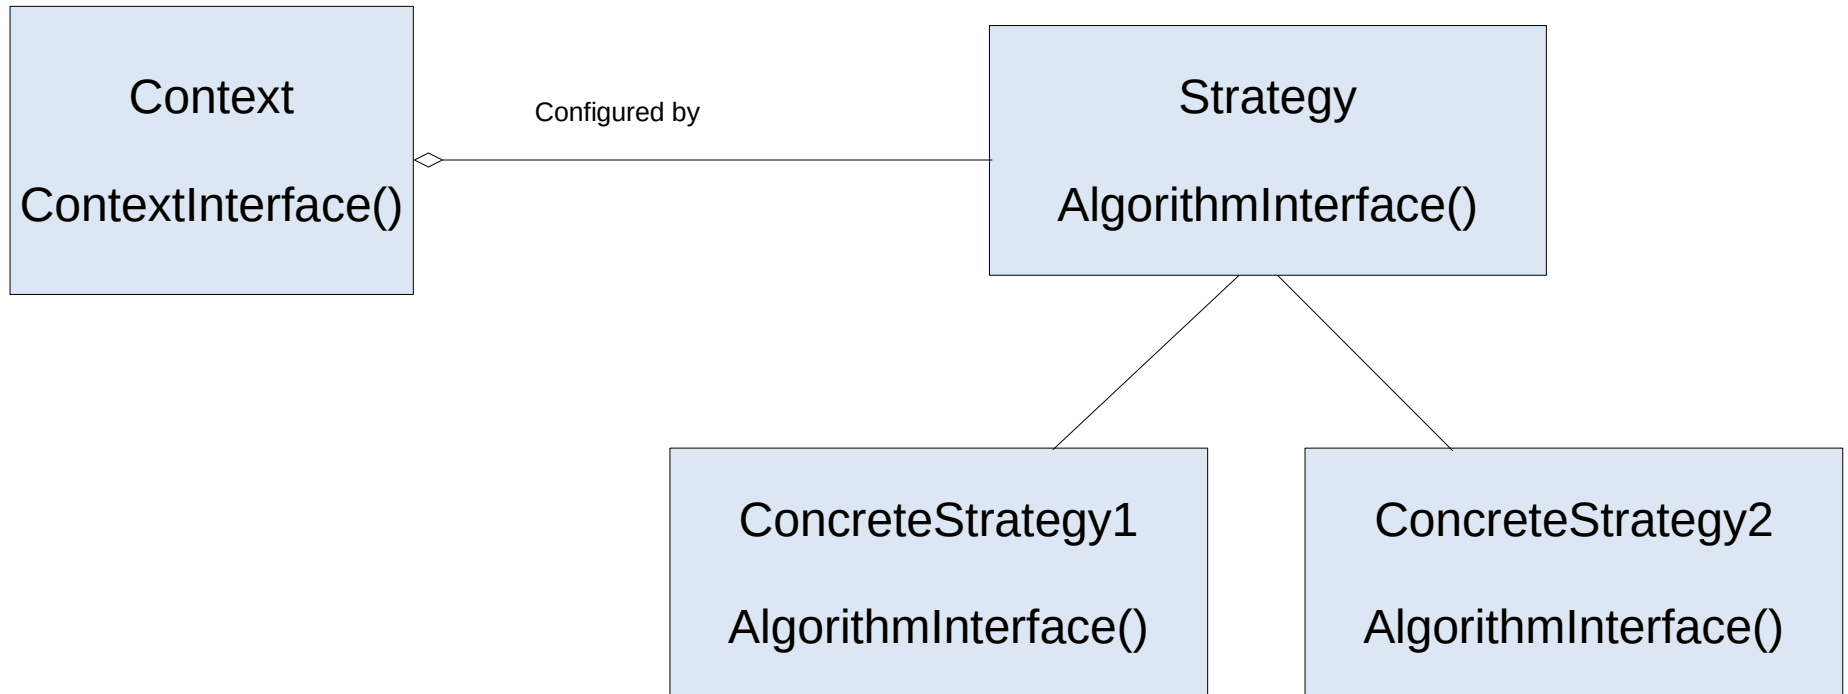 Context
ContextInterface()
Configured by
Strategy
AlgorithmInterface()
ConcreteStrategy1
AlgorithmInterface()
ConcreteStrategy2
AlgorithmInterface()